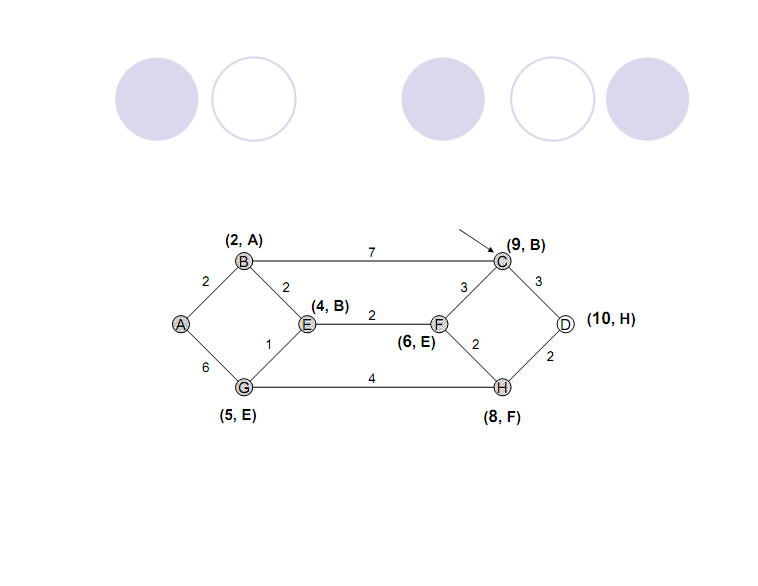 (2, A)
(9, B)
7
B
C
2
2
3
3
(4, B)
2
A
E
F
D
(10, H)
(6, E)
1
2
2
6
4
G
H
(5, E)
(8, F)